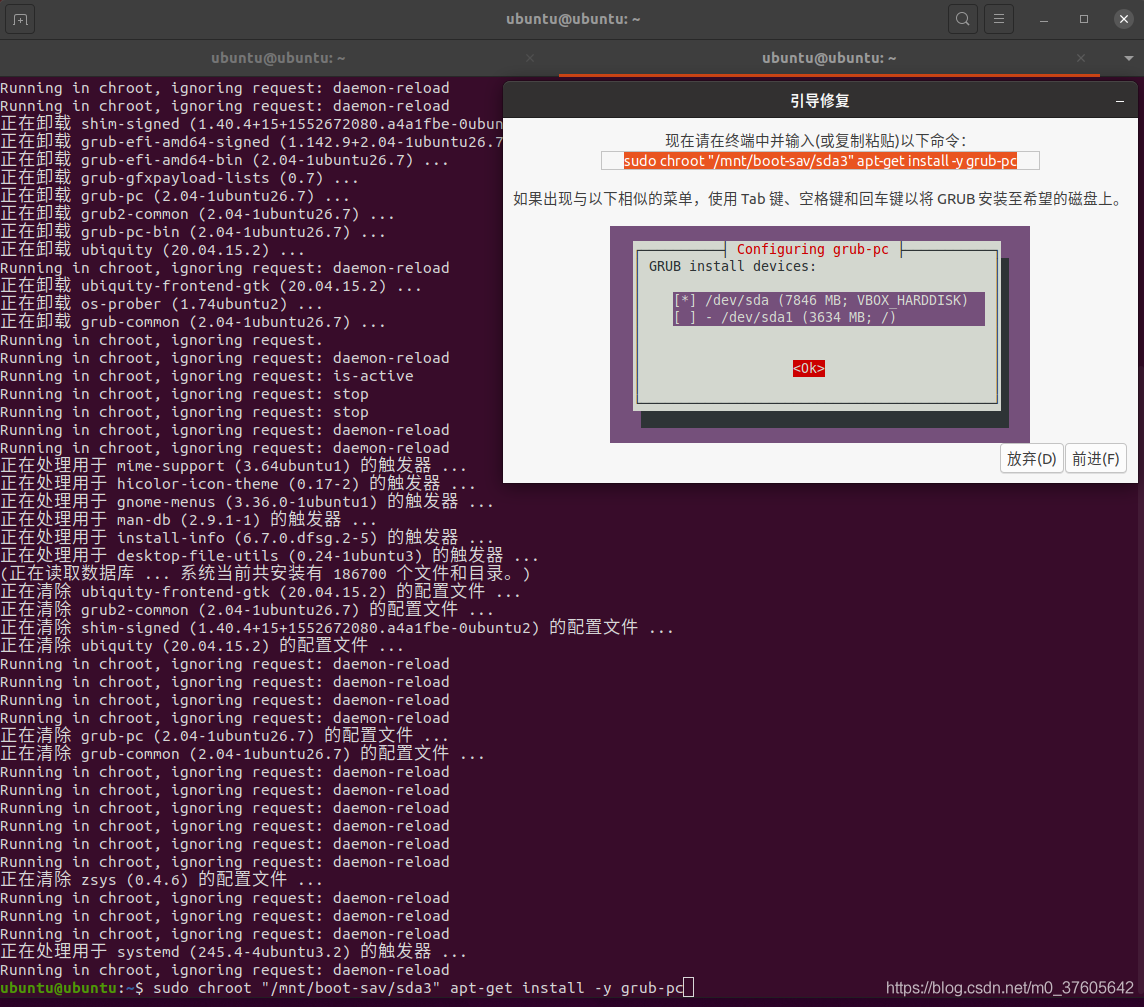 ubuntu@ubuntu: ~
ubuntu@ubuntu: ~
ubuntu@ubuntu: ~
Running in chroot, ignoring request: daemon-reload
Running in chroot, ignoring request: daemon-reload
正在卸载 shim-signed (1.40.4+15+1552672080.a4a1fbe-0ubun
正在卸载 grub-efi-amd64-signed (1.142.9+2.04-1ubuntu26.7
正在卸载 grub-efi-amd64-bin (2.04-1ubuntu26.7) ...
正在卸载 grub-gfxpayload-lists (0.7) ...
正在卸载 grub-pc (2.04-1ubuntu26.7) ...
正在卸载 grub2-common (2.04-1ubuntu26.7) ...
正在卸载 grub-pc-bin (2.04-1ubuntu26.7) ...
正在卸载 ubiquity (20.04.15.2) ...
Running in chroot, ignoring request: daemon-reload
正在卸载 ubiquity-frontend-gtk (20.04.15.2) ...
正在卸载 os-prober (1.74ubuntu2) ...
正在卸载 grub-common (2.04-1ubuntu26.7) ...
Running in chroot, ignoring request.
Running in chroot, ignoring request: daemon-reload
Running in chroot, ignoring request: is-active
Running in chroot, ignoring request: stop
Running in chroot, ignoring request: stop
Running in chroot, ignoring request: daemon-reload
Running in chroot, ignoring request: daemon-reload
正在处理用于 mime-support (3.64ubuntu1) 的触发器 ...
正在处理用于 hicolor-icon-theme (0.17-2) 的触发器 ...
正在处理用于 gnome-menus (3.36.0-1ubuntu1) 的触发器 ...
正在处理用于 man-db (2.9.1-1) 的触发器 ...
正在处理用于 install-info (6.7.0.dfsg.2-5) 的触发器 ...
正在处理用于 desktop-file-utils (0.24-1ubuntu3) 的触发器 ...
(正在读取数据库 ... 系统当前共安装有 186700 个文件和目录。)
正在清除 ubiquity-frontend-gtk (20.04.15.2) 的配置文件 ...
正在清除 grub2-common (2.04-1ubuntu26.7) 的配置文件 ...
正在清除 shim-signed (1.40.4+15+1552672080.a4a1fbe-0ubuntu2) 的配置文件 ...
正在清除 ubiquity (20.04.15.2) 的配置文件 ...
Running in chroot, ignoring request: daemon-reload
Running in chroot, ignoring request: daemon-reload
Running in chroot, ignoring request: daemon-reload
Running in chroot, ignoring request: daemon-reload
正在清除 grub-pc (2.04-1ubuntu26.7) 的配置文件 ...
正在清除 grub-common (2.04-1ubuntu26.7) 的配置文件 ...
Running in chroot, ignoring request: daemon-reload
Running in chroot, ignoring request: daemon-reload
Running in chroot, ignoring request: daemon-reload
Running in chroot, ignoring request: daemon-reload
Running in chroot, ignoring request: daemon-reload
Running in chroot, ignoring request: daemon-reload
正在清除 zsys (0.4.6) 的配置文件 ...
Running in chroot, ignoring request: daemon-reload
Running in chroot, ignoring request: daemon-reload
Running in chroot, ignoring request: daemon-reload
正在处理用于 systemd (245.4-4ubuntu3.2) 的触发器 ...
Running in chroot, ignoring request: daemon-reload
ubuntu@ubuntu:~$ sudo chroot "/mnt/boot-sav/sda3" apt-get install -y grub-pc
引导修复
现在请在终端中并输入(或复制粘贴)以下命令：
sudo chroot "/mnt/boot-sav/sda3" apt-get install -y grub-pc
如果出现与以下相似的菜单，使用 Tab 键、空格键和回车键以将 GRUB 安装至希望的磁盘上。
Configuring grub-pc
GRUB install devices:
[*] /dev/sda (7846 MB; VBOX_HARDDISK)
[ ] - /dev/sda1 (3634 MB; /)
<Ok>
放弃(D) 前进(F)
https://blog.csdn.net/m0_37605642